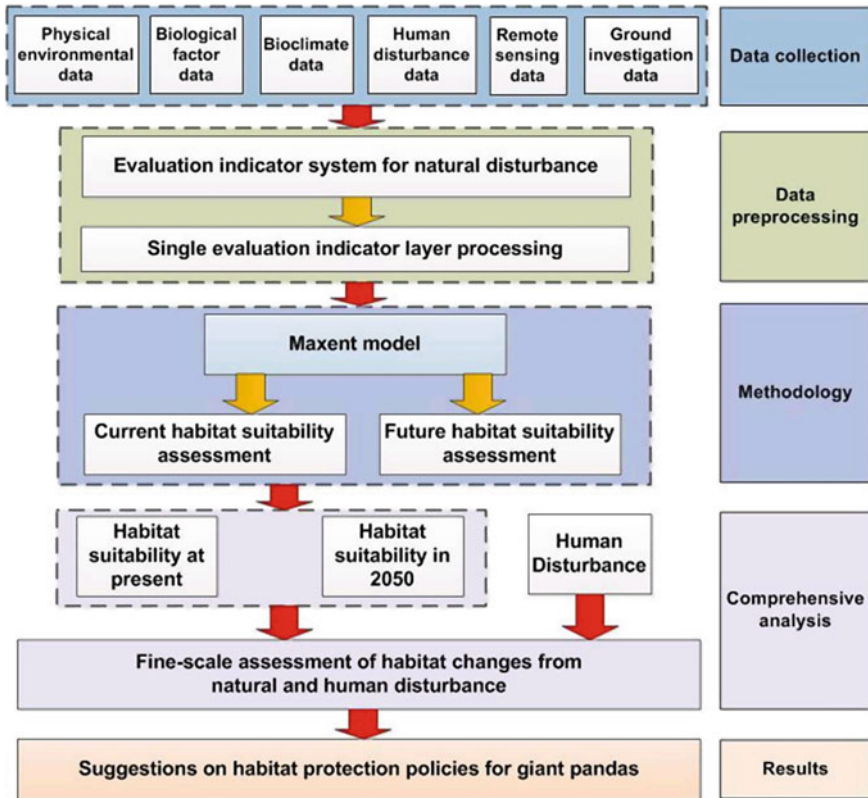 Physical
environmental
data
Biological
factor
data
Bioclimate
data
Human
disturbance
data
Remote
sensing
data
Ground
investigation
data
Data collection
Evaluation indicator system for natural disturbance
Single evaluation indicator layer processing
Data
preprocessing
Maxent model
Current habitat suitability
assessment
Future habitat suitability
assessment
Methodology
Habitat
suitability at
present
Habitat
suitability in
2050
Human
Disturbance
Fine-scale assessment of habitat changes from
natural and human disturbance
Comprehensive
analysis
Suggestions on habitat protection policies for giant pandas
Results